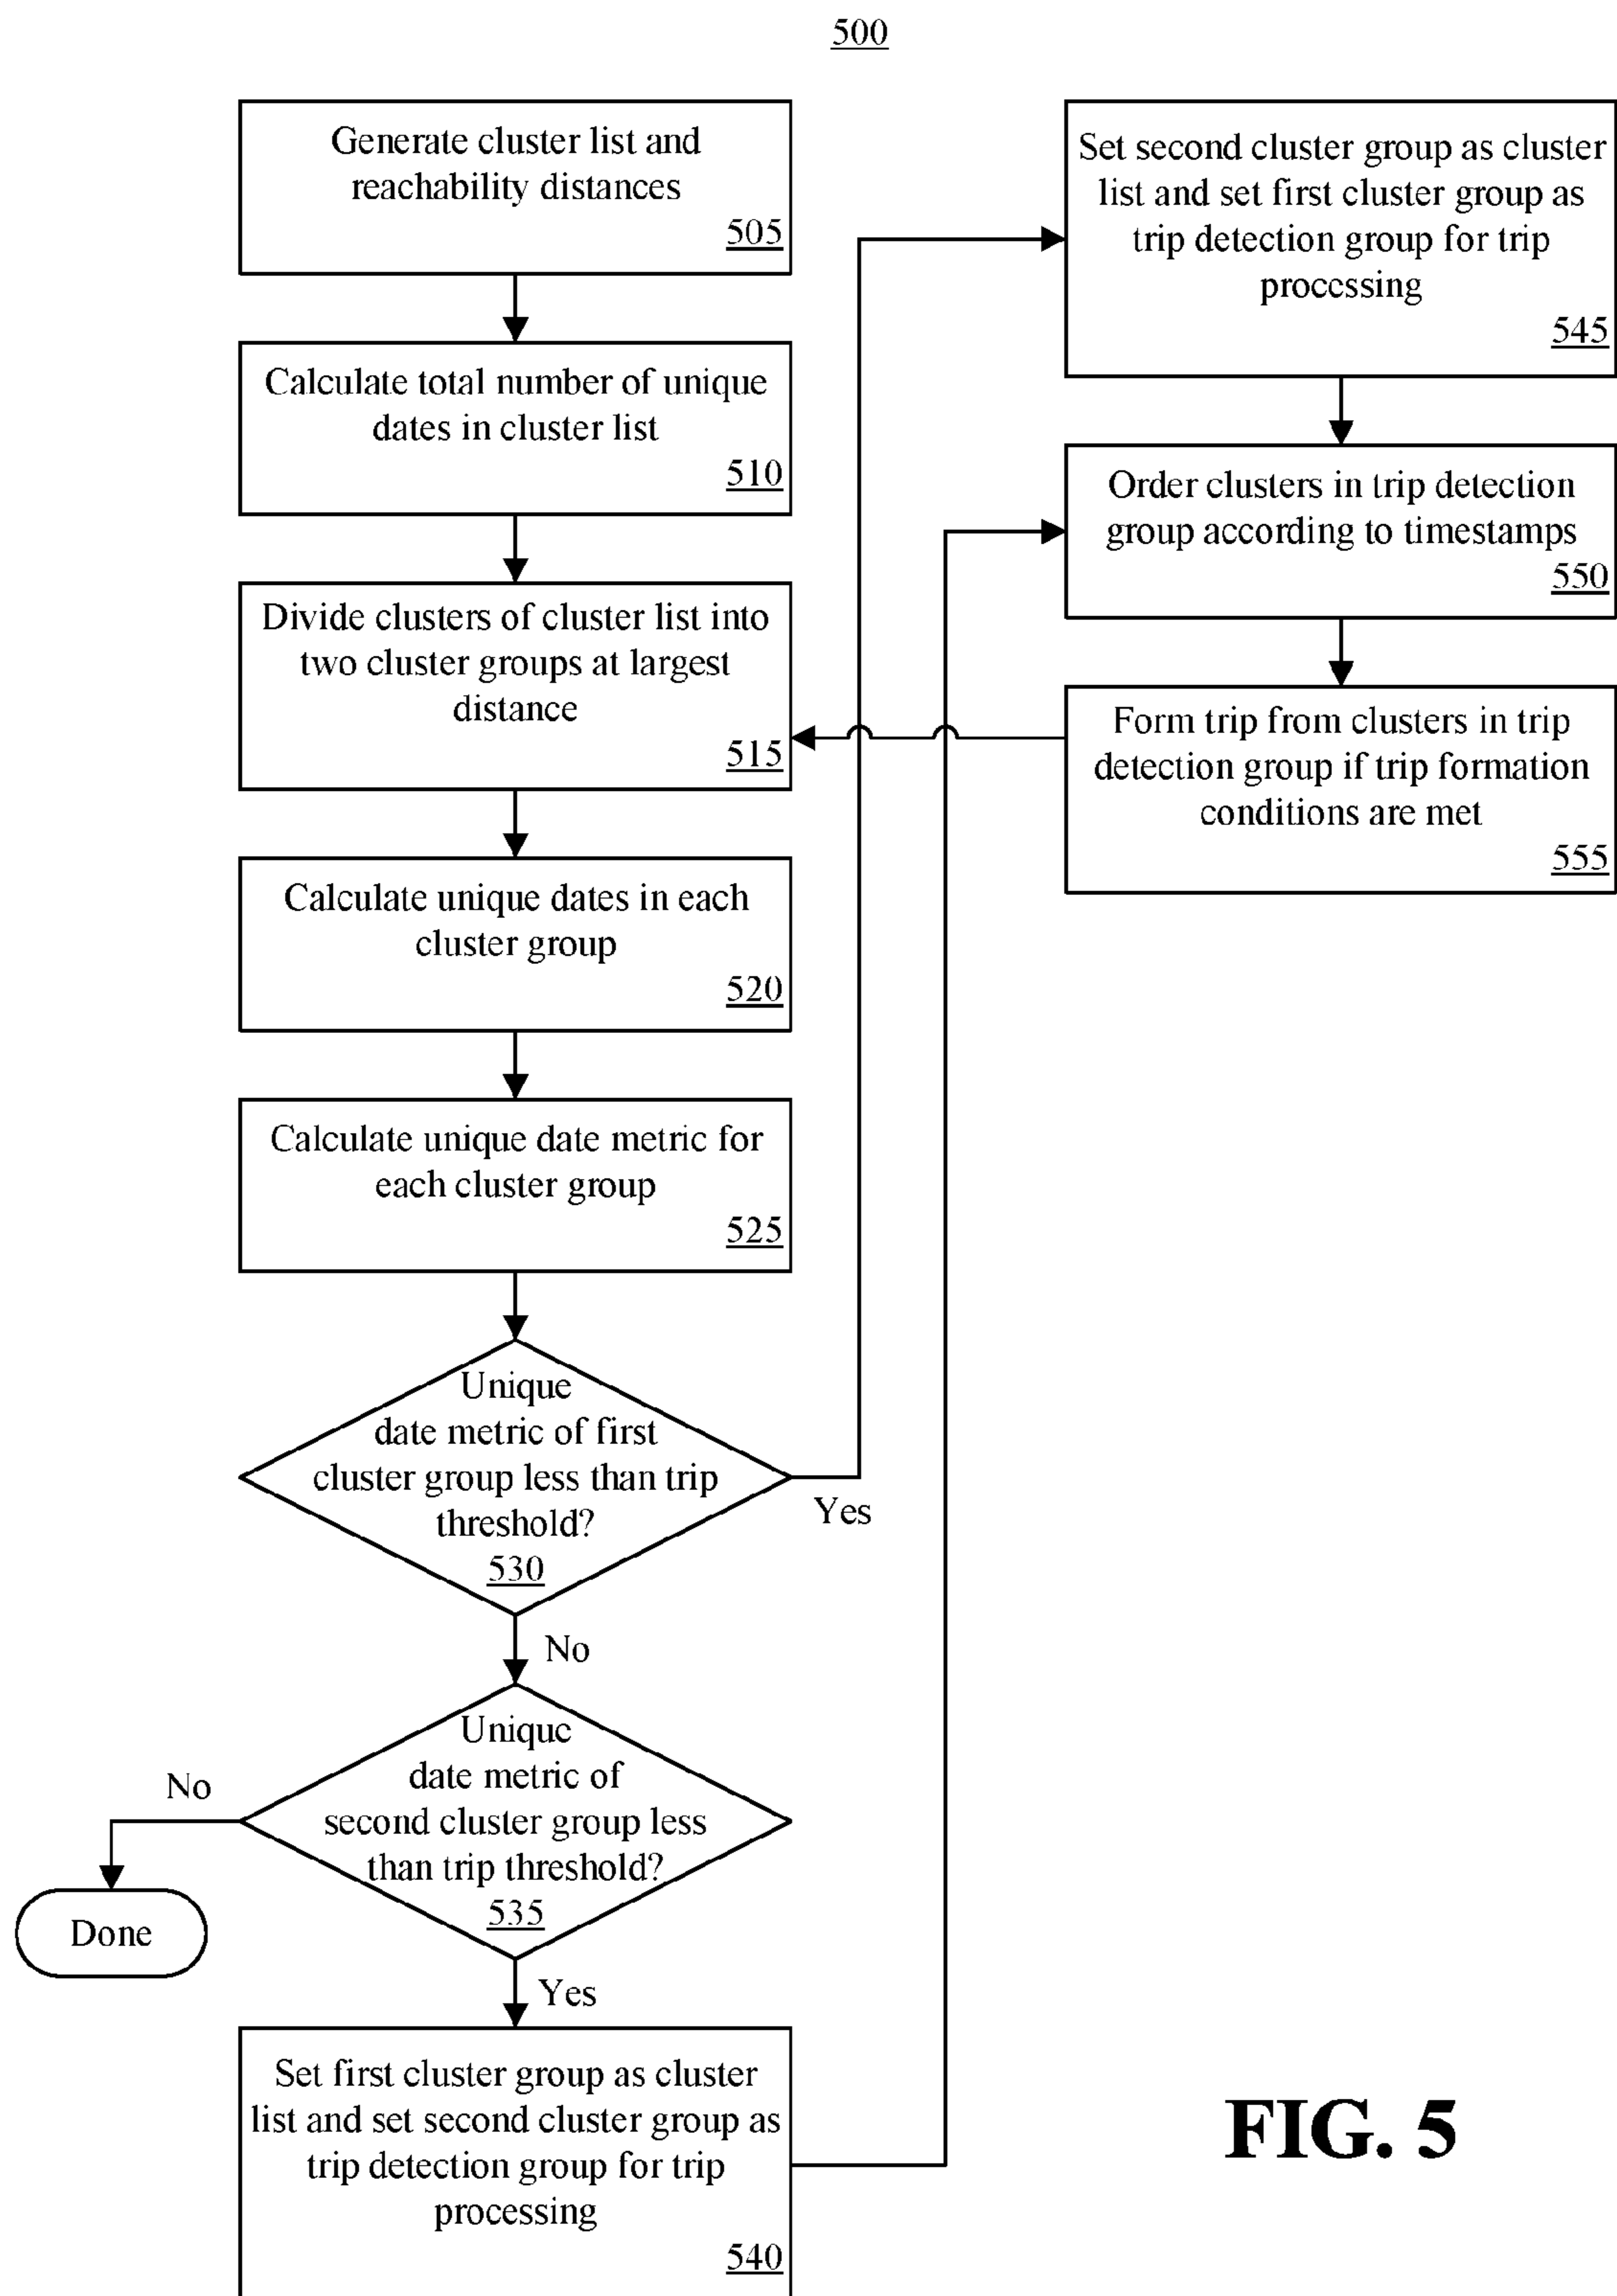 500
Generate cluster list and
reachability distances
505
Calculate total number of unique
dates in cluster list
510
Divide clusters of cluster list into
two cluster groups at largest
distance
515
Calculate unique dates in each
cluster group
520
Calculate unique date metric for
each cluster group
525
Unique
date metric of first
cluster group less than trip
threshold?
530
Yes
No
Unique
date metric of
second cluster group less
than trip threshold?
535
No
Done
Yes
Set first cluster group as cluster
list and set second cluster group as
trip detection group for trip
processing
540
Set second cluster group as cluster
list and set first cluster group as
trip detection group for trip
processing
545
Order clusters in trip detection
group according to timestamps
550
Form trip from clusters in trip
detection group if trip formation
conditions are met
555
FIG. 5